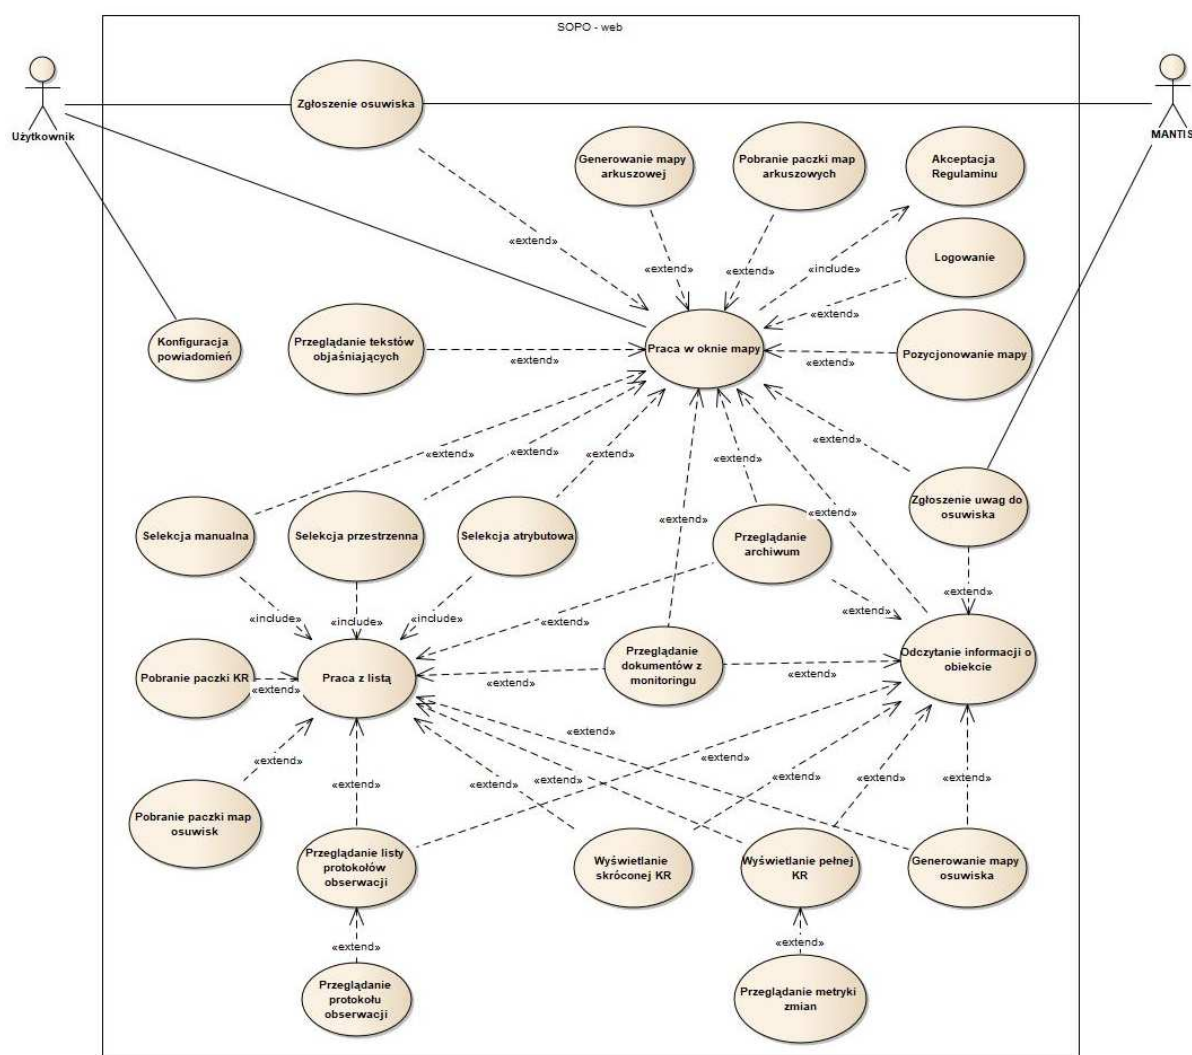 SOPO - web
Użytkownik
MANTIS
Zgłoszenie osuwiska
Generowanie mapy
arkuszowej
Pobranie paczki map
arkuszowych
Akceptacja
Regulaminu
Logowanie
«extend»
«extend»
«extend»
«include»
«extend»
Konfiguracja
powiadomień
Przeglądanie tekstów
objaśniających
«extend»
Praca w oknie mapy
«extend»
Pozycjonowanie mapy
«extend»
«extend»
«extend»
«extend»
«extend»
«extend»
«extend»
Selekcja manualna
Selekcja przestrzenna
Selekcja atrybutowa
Przeglądanie
archiwum
Zgłoszenie uwag do
osuwiska
«include»
«include»
«include»
«extend»
«extend»
«extend»
Pobranie paczki KR
«extend»
Praca z listą
«extend»
Przeglądanie
dokumentów z
monitoringu
«extend»
Odczytanie informacji o
obiekcie
«extend»
«extend»
«extend»
«extend»
«extend»
«extend»
«extend»
«extend»
«extend»
Pobranie paczki map
osuwisk
Przeglądanie listy
protokołów
obserwacji
Wyświetlanie
skróconej KR
Wyświetlanie pełnej
KR
Generowanie mapy
osuwiska
«extend»
«extend»
Przeglądanie
protokołu
obserwacji
Przeglądanie metryki
zmian